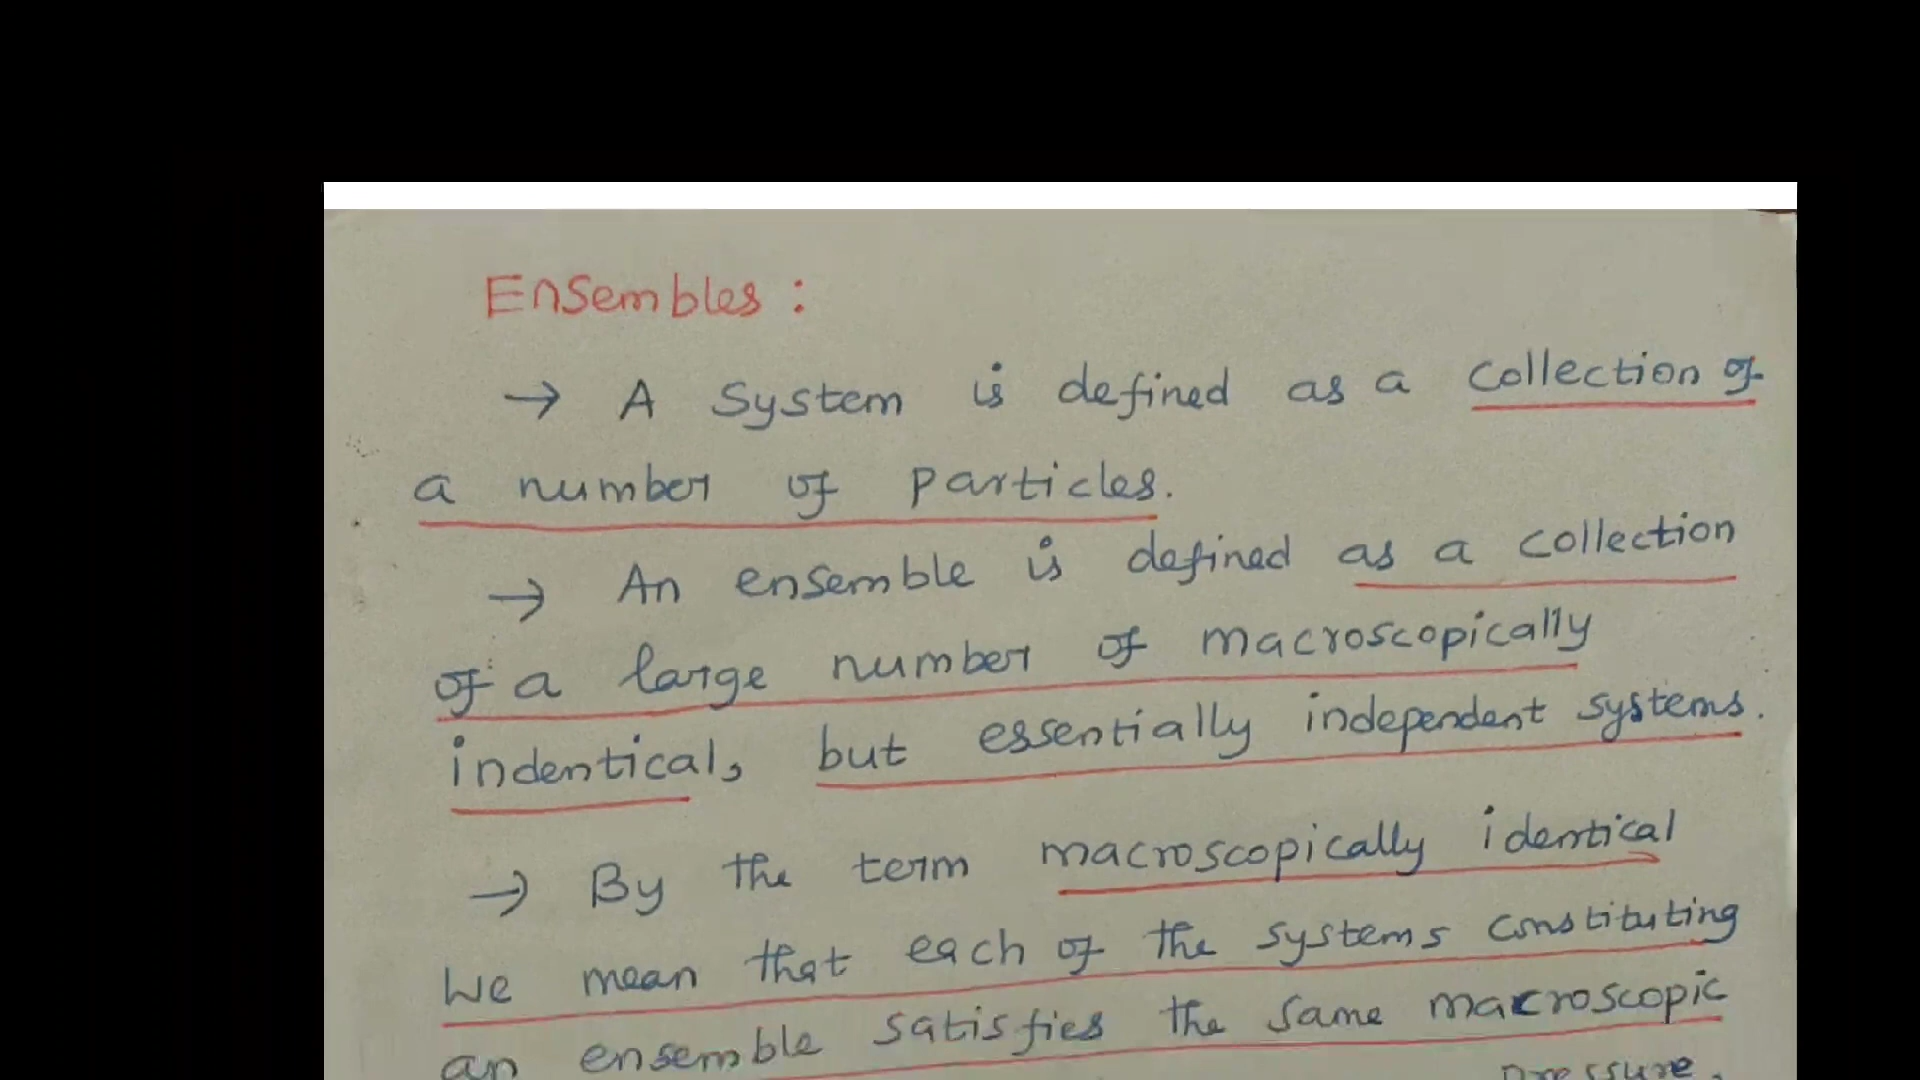 Ensembles :
→ A System is defined as a collection of
a number of particles.
→ An ensemble is defined as a collection
of a large number of macroscopically
indentical, but essentially independent systems.
→ By the term macroscopically identical
We mean that each of the systems constituting
an ensemble satisfies the same macroscopic
pressure.